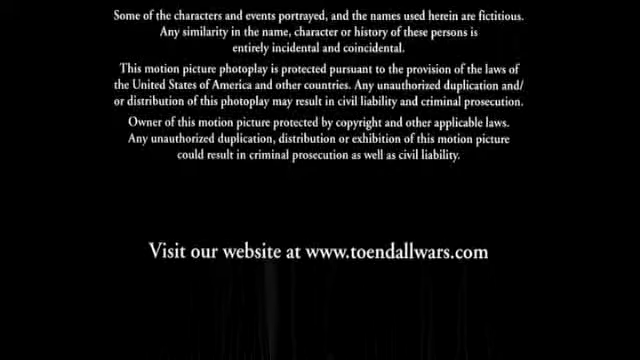 Some of the characters and events portrayed, and the names used herein are fictitious.
Any similarity in the name, character or history of these persons is
entirely incidental and coincidental.
This motion picture photoplay is protected pursuant to the provision of the laws of
the United States of America and other countries. Any unauthorized duplication and/
or distribution of this photoplay may result in civil liability and criminal prosecution.
Owner of this motion picture protected by copyright and other applicable laws.
Any unauthorized duplication, distribution or exhibition of this motion picture
could result in criminal prosecution as well as civil liability.
Visit our website at www.toendallwars.com